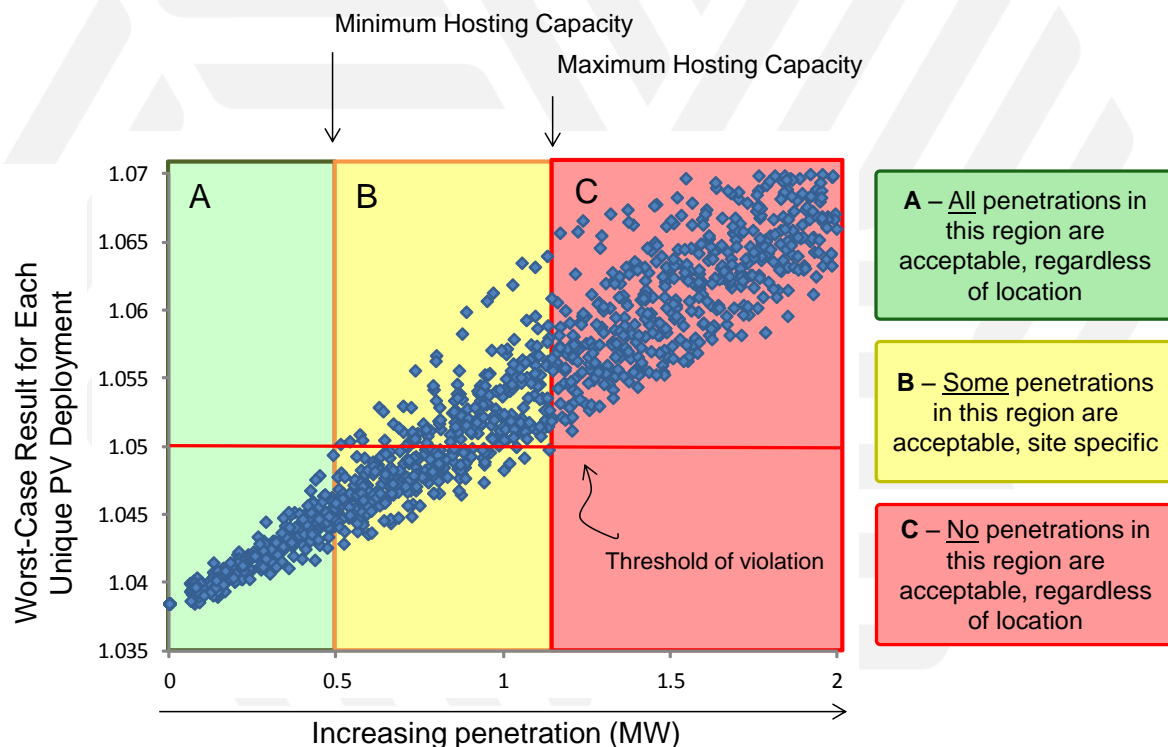 Minimum Hosting Capacity
Maximum Hosting Capacity
Worst-Case Result for Each
Unique PV Deployment
1.07
1.065
1.06
1.055
1.05
1.045
1.04
1.035
A
B
C
Threshold of violation
0
0.5
1
1.5
2
Increasing penetration (MW)
A – All penetrations in
this region are
acceptable, regardless
of location
B – Some penetrations
in this region are
acceptable, site specific
C – No penetrations in
this region are
acceptable, regardless
of location